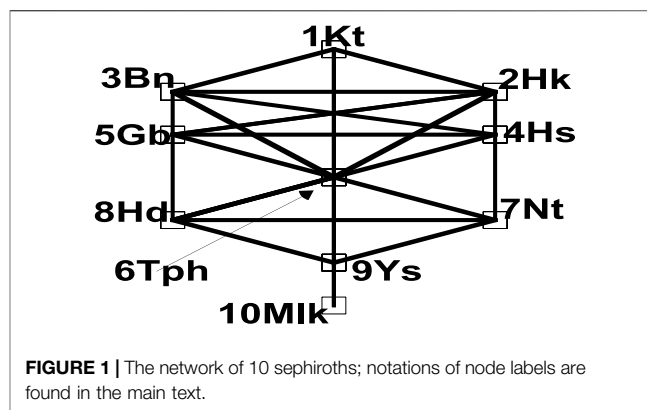 1Kt
3Bn
2Hk
5Gb
4Hs
8Hd
7Nt
6Tph
9Ys
10Mlk
FIGURE 1 | The network of 10 sephiroths; notations of node labels are
found in the main text.